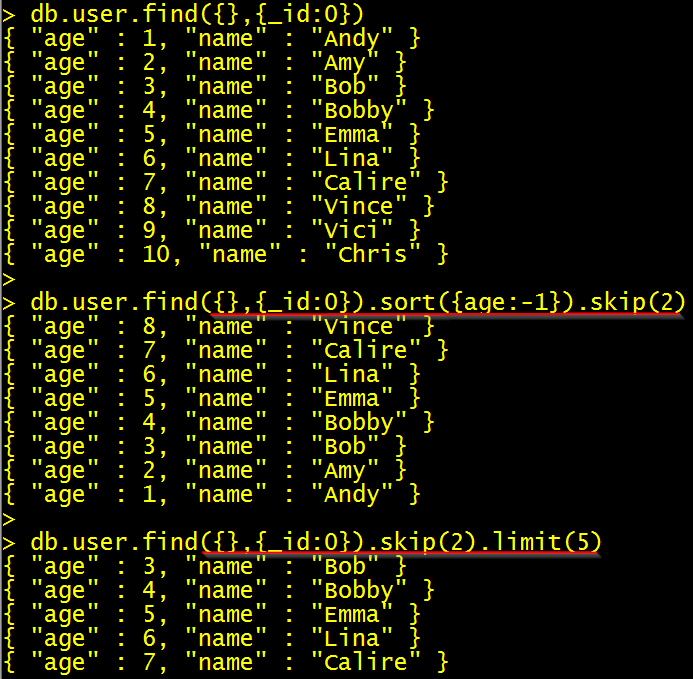 > db.user.find({},{_id:0})
{ "age" : 1, "name" : "Andy" }
{ "age" : 2, "name" : "Amy" }
{ "age" : 3, "name" : "Bob" }
{ "age" : 4, "name" : "Bobby" }
{ "age" : 5, "name" : "Emma" }
{ "age" : 6, "name" : "Lina" }
{ "age" : 7, "name" : "Calire" }
{ "age" : 8, "name" : "Vince" }
{ "age" : 9, "name" : "Vici" }
{ "age" : 10, "name" : "Chris" }
>
> db.user.find({},{_id:0}).sort({age:-1}).skip(2)
{ "age" : 8, "name" : "Vince" }
{ "age" : 7, "name" : "Calire" }
{ "age" : 6, "name" : "Lina" }
{ "age" : 5, "name" : "Emma" }
{ "age" : 4, "name" : "Bobby" }
{ "age" : 3, "name" : "Bob" }
{ "age" : 2, "name" : "Amy" }
{ "age" : 1, "name" : "Andy" }
>
> db.user.find({},{_id:0}).skip(2).limit(5)
{ "age" : 3, "name" : "Bob" }
{ "age" : 4, "name" : "Bobby" }
{ "age" : 5, "name" : "Emma" }
{ "age" : 6, "name" : "Lina" }
{ "age" : 7, "name" : "Calire" }